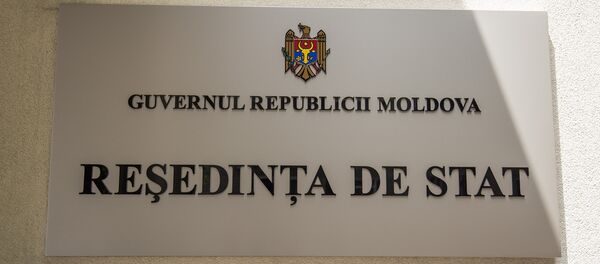 GUVERNUL REPUBLICII MOLDOVA
REȘEDINȚA DE STAT